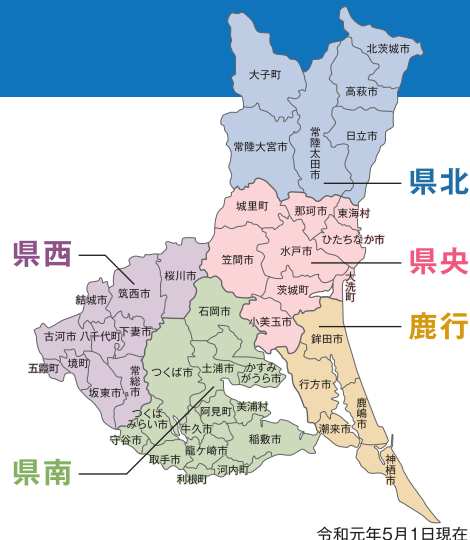 北茨城市
大子町
高萩市
日立市
常陸太田市
常陸大宮市
県北
城里町
那珂市
東海村
ひたちなか市
水戸市
笠間市
県央
茨城町
大洗町
小美玉市
県西
桜川市
筑西市
結城市
下妻市
古河市
八千代町
境町
五霞町
坂東市
常総市
鹿行
鉾田市
行方市
鹿嶋市
潮来市
神栖市
石岡市
つくば市
土浦市
かすみ
がうら市
つくば
みらい市
阿見町
美浦村
牛久市
守谷市
稲敷市
龍ケ崎市
取手市
河内町
利根町
県南
令和元年5月1日現在